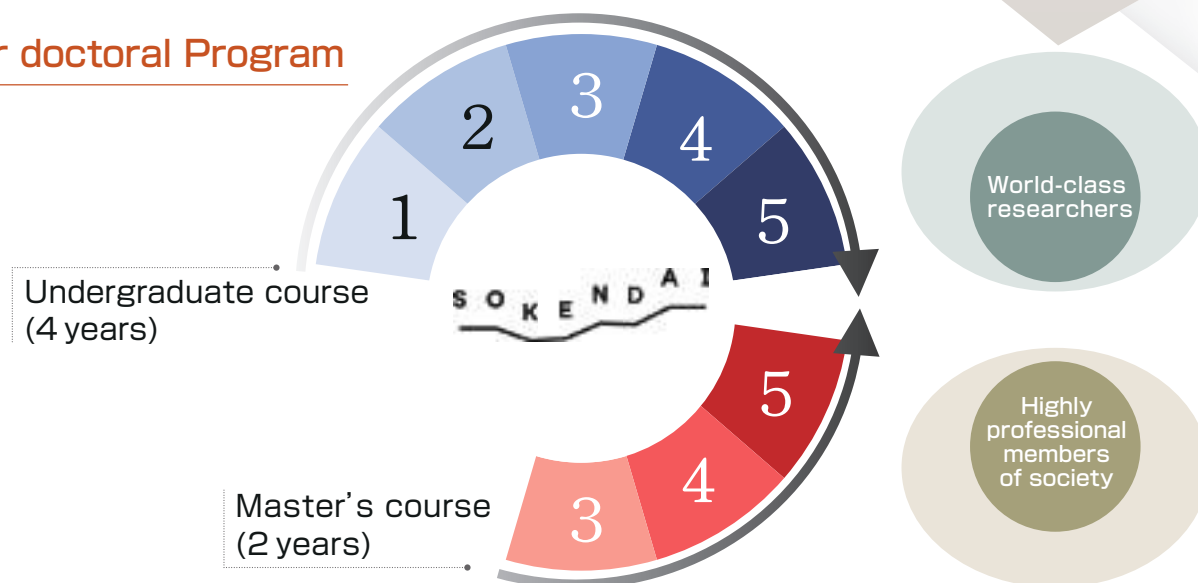 r doctoral Program
1
2
3
4
5
Undergraduate course
(4 years)
SOKENDAI
5
4
3
Master's course
(2 years)
World-class
researchers
Highly
professional
members
of society